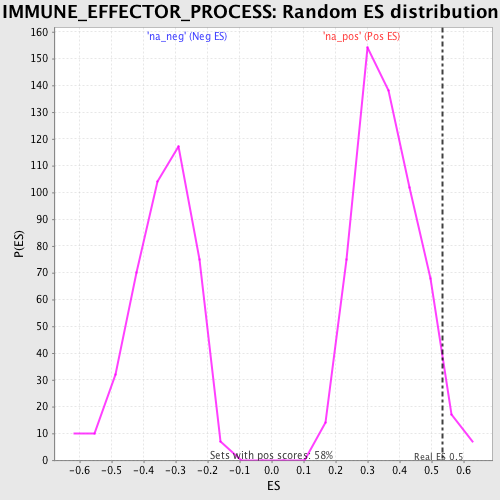 IMMUNE_EFFECTOR_PROCESS: Random ES distribution
'na_neg' (Neg ES)
'na_pos' (Pos ES)
160
150
140
130
120
110
100
90
80
70
60
50
40
30
20
10
0
P(ES)
Sets with pos scores: 58%
Real ES 0.5
-0.6 -0.5 -0.4 -0.3 -0.2 -0.1 0.0 0.1 0.2 0.3 0.4 0.5 0.6
ES